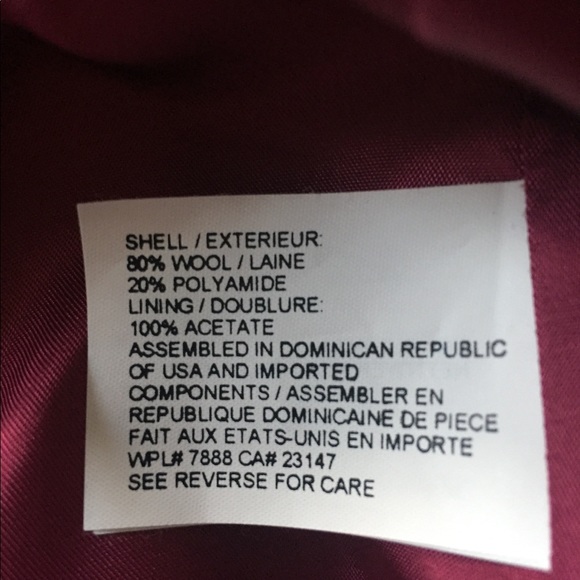 SHELL / EXTERIEUR:
80% WOOL / LAINE
20% POLYAMIDE
LINING / DOUBLURE:
100% ACETATE
ASSEMBLED IN DOMINICAN REPUBLIC
OF USA AND IMPORTED
COMPONENTS / ASSEMBLER EN
REPUBLIQUE DOMINICAINE DE PIECE
FAIT AUX ETATS-UNIS EN IMPORTE
WPL# 7888 CA# 23147
SEE REVERSE FOR CARE